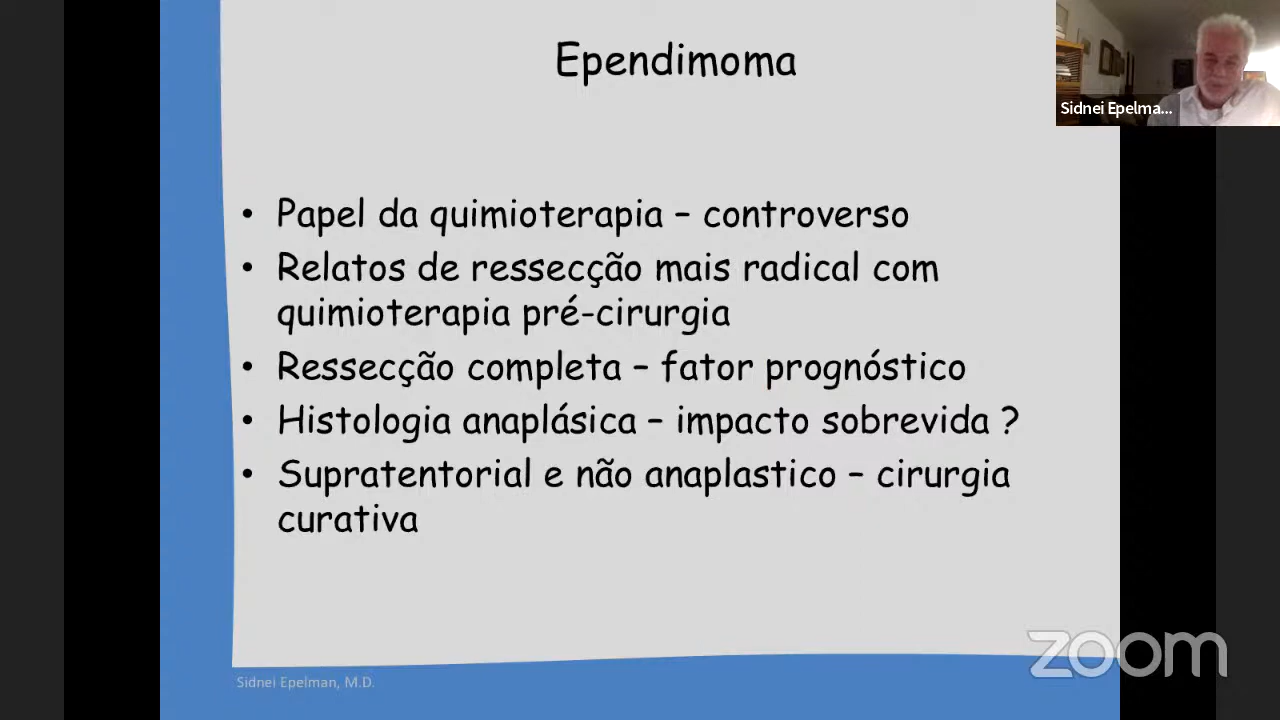 Ependimoma
Sidnei Epelma...
• Papel da quimioterapia – controverso
• Relatos de ressecção mais radical com
quimioterapia pré-cirurgia
• Ressecção completa – fator prognóstico
• Histologia anaplásica – impacto sobrevida ?
• Supratentorial e não anaplastico – cirurgia
curativa
zoom
Sidnei Epelman, M.D.